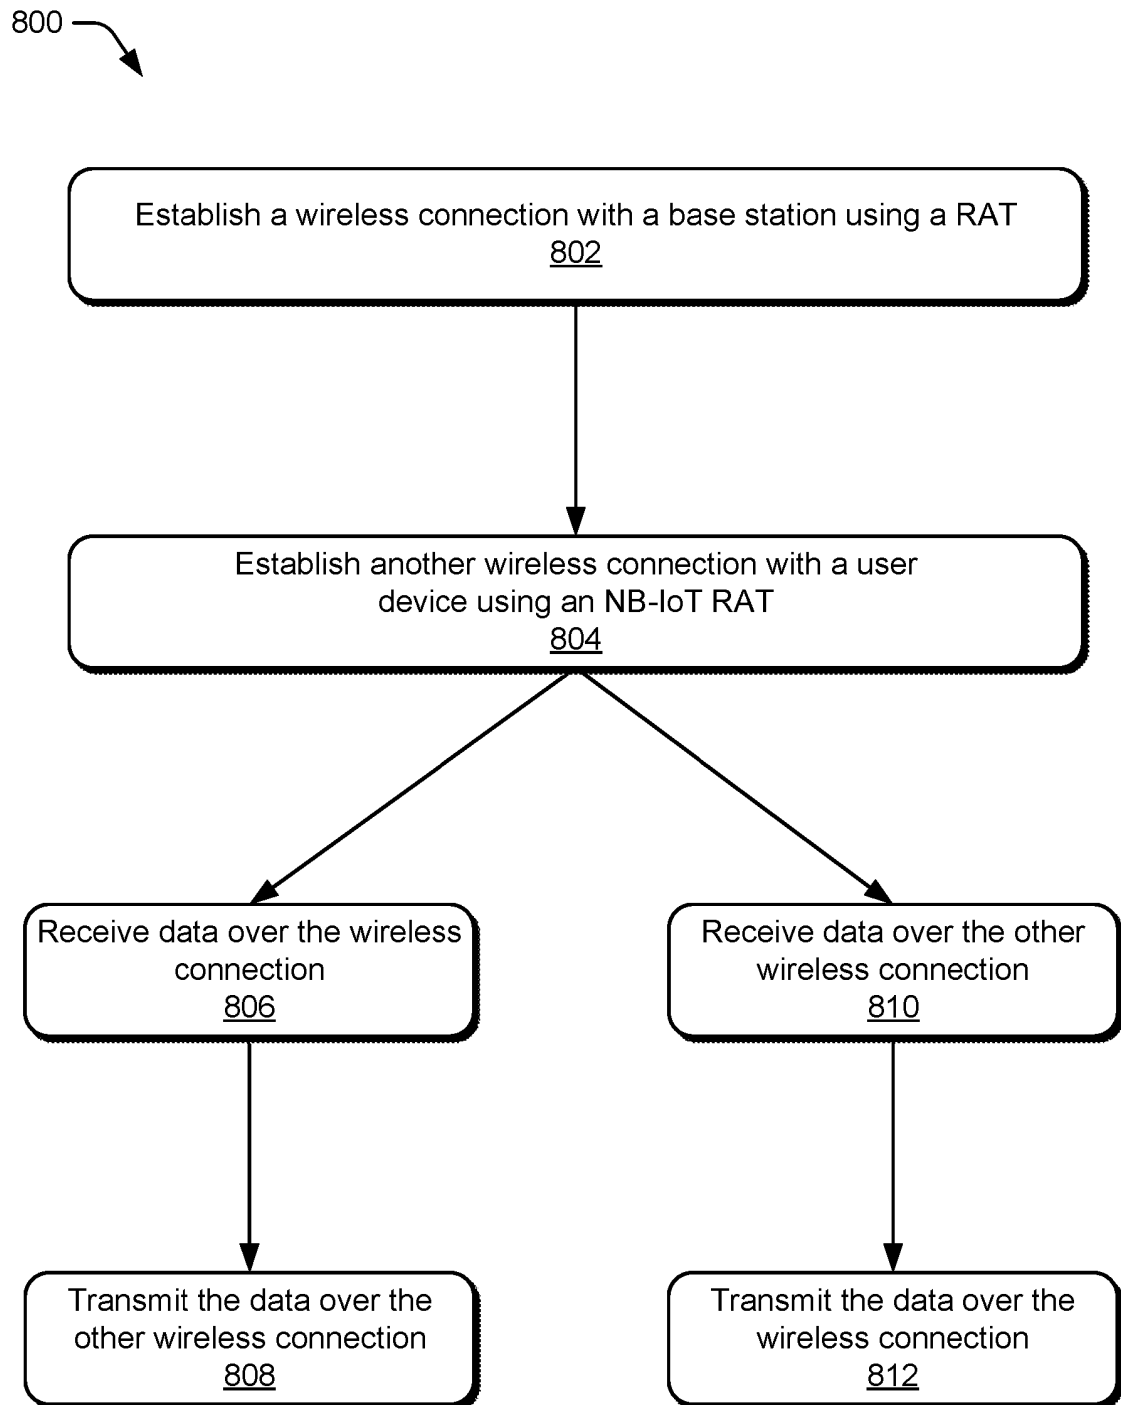 800
Establish a wireless connection with a base station using a RAT
802
Establish another wireless connection with a user
device using an NB-IoT RAT
804
Receive data over the wireless
connection
806
Receive data over the other
wireless connection
810
Transmit the data over the
other wireless connection
808
Transmit the data over the
wireless connection
812